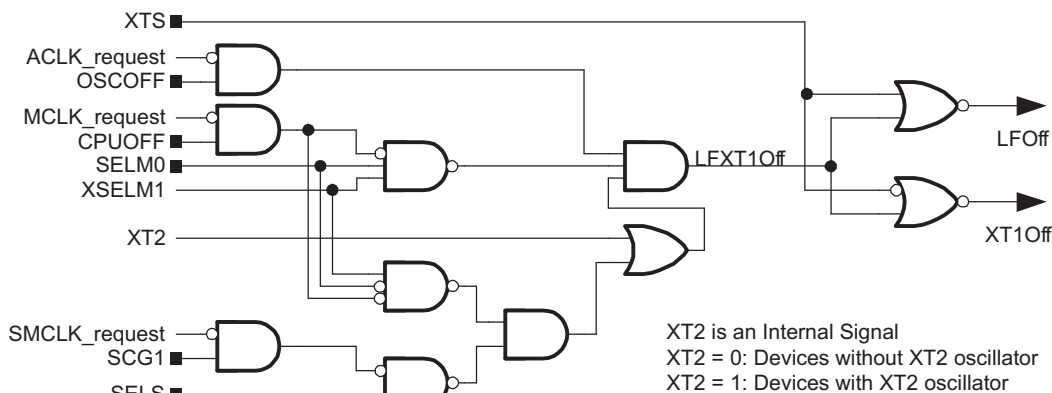 XTS
ACLK_request
OSCOFF
MCLK_request
CPUOFF
SELM0
XSELM1
XT2
SMCLK_request
SCG1
SELS
LFXT1Off
LFOff
XT1Off
XT2 is an Internal Signal
XT2 = 0: Devices without XT2 oscillator
XT2 = 1: Devices with XT2 oscillator